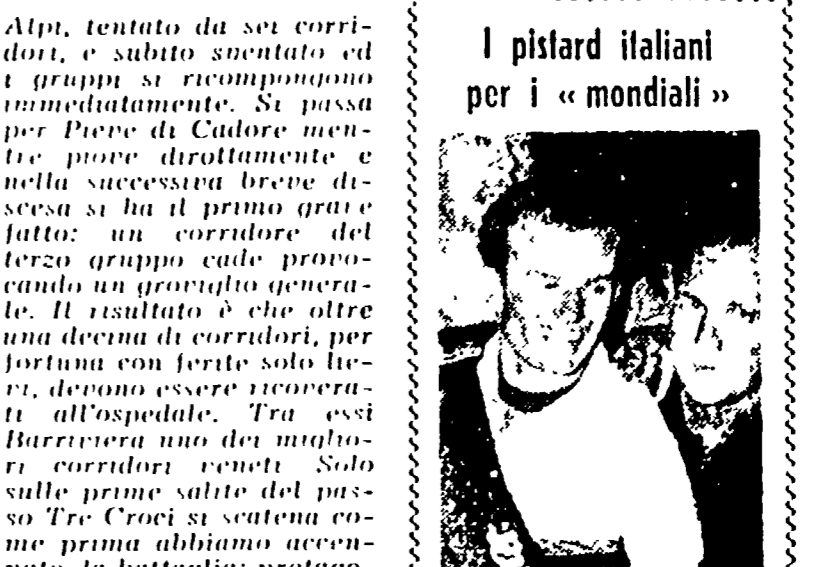 Alpi, tentato da sei corri-
dori, è subito sventato ed
i gruppi si ricompongono
immediatamente. Si passa
per Pieve di Cadore men-
tre piove dirottamente e
nella successiva breve di-
scesa si ha il primo grave
fatto: un corridore del
terzo gruppo cade provo-
cando un groviglio genera-
le. Il risultato è che oltre
una decina di corridori, per
fortuna con ferite solo lie-
vi, devono essere ricovera-
ti all'ospedale. Tra essi
Barriviera uno dei miglio-
ri corridori veneti Solo
sulle prime salite del pas-
so Tre Croci si scatena co-
me prima abbiamo accen-
nato, la battaglia: protago-
I pistard italiani
per i « mondiali »